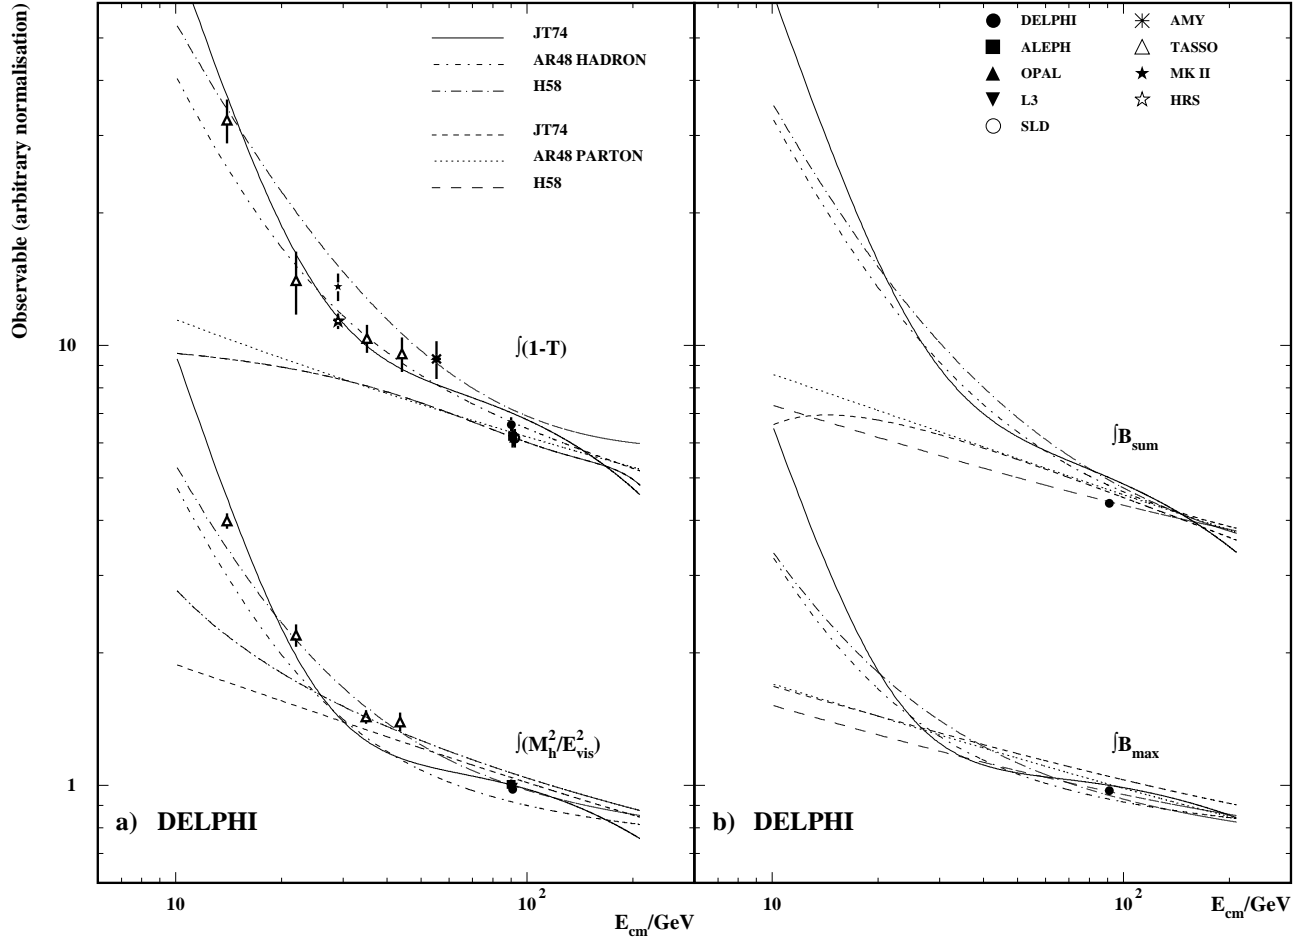 Observable (arbitrary normalisation)
JT74
AR48 HADRON
H58
JT74
AR48 PARTON
H58
10
1
∫(1-T)
∫(M_h^2/E_vis^2)
a) DELPHI
10
10^2
E_cm/GeV
DELPHI
ALEPH
OPAL
L3
SLD
AMY
TASSO
MK II
HRS
∫B_sum
∫B_max
b) DELPHI
10
10^2
E_cm/GeV